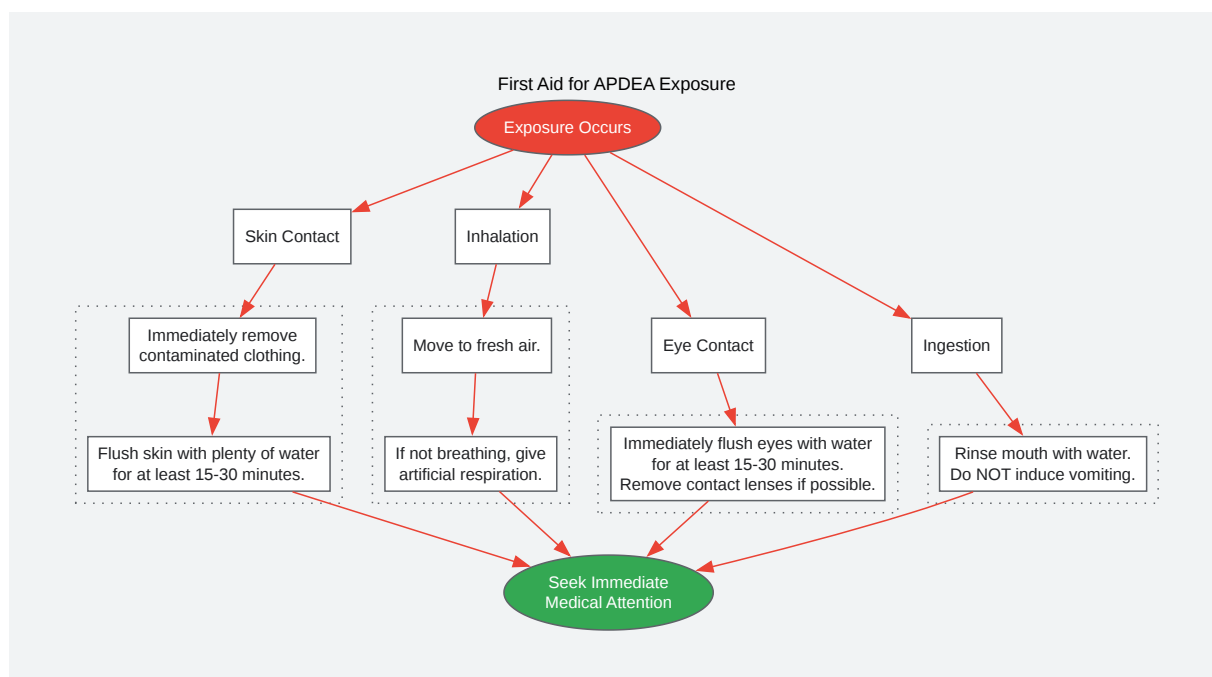 First Aid for APDEA Exposure
Exposure Occurs
Skin Contact
Inhalation
Immediately remove
contaminated clothing.
Move to fresh air.
Eye Contact
Ingestion
Flush skin with plenty of water
for at least 15-30 minutes.
If not breathing, give
artificial respiration.
Immediately flush eyes with water
for at least 15-30 minutes.
Remove contact lenses if possible.
Rinse mouth with water.
Do NOT induce vomiting.
Seek Immediate
Medical Attention